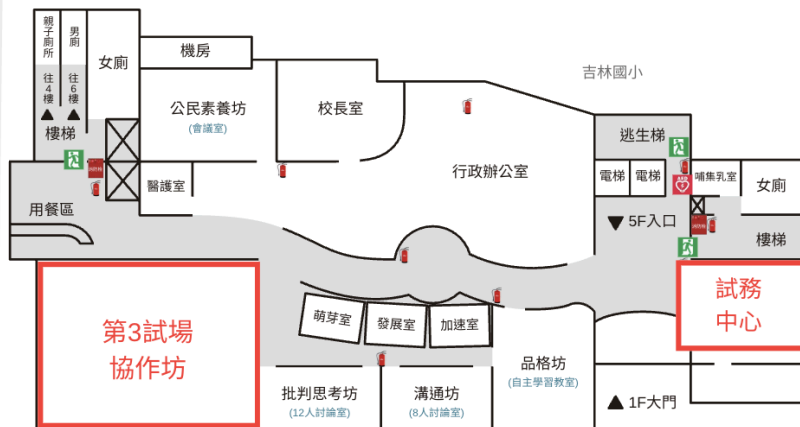 親子廁所
男廁
女廁
機房
吉林國小
往4樓
往6樓
樓梯
公民素養坊
(會議室)
校長室
逃生梯
行政辦公室
電梯
電梯
AED
哺集乳室
女廁
醫護室
用餐區
5F入口
樓梯
第3試場
協作坊
試務
中心
萌芽室
發展室
加速室
品格坊
(自主學習教室)
批判思考坊
(12人討論室)
溝通坊
(8人討論室)
1F大門